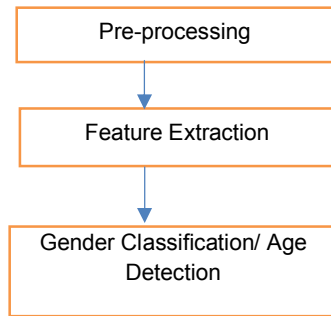 Pre-processing
Feature Extraction
Gender Classification/ Age
Detection